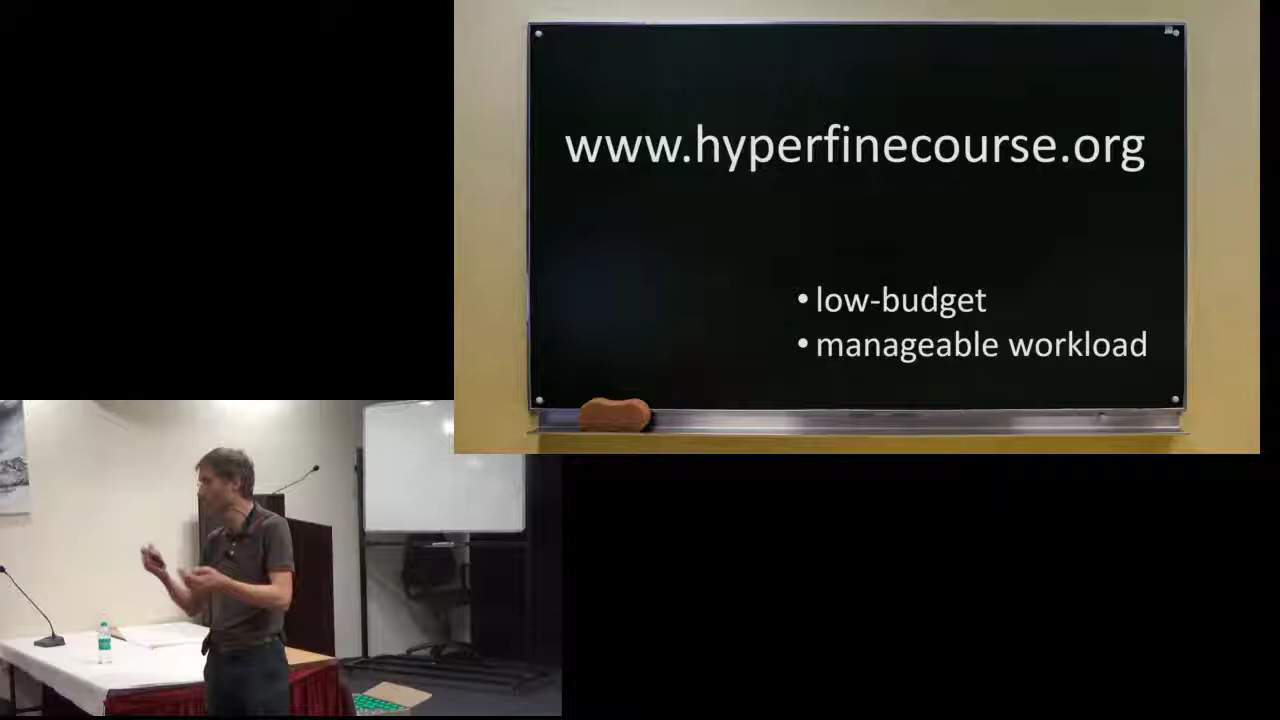 www.hyperfinecourse.org
• low-budget
• manageable workload